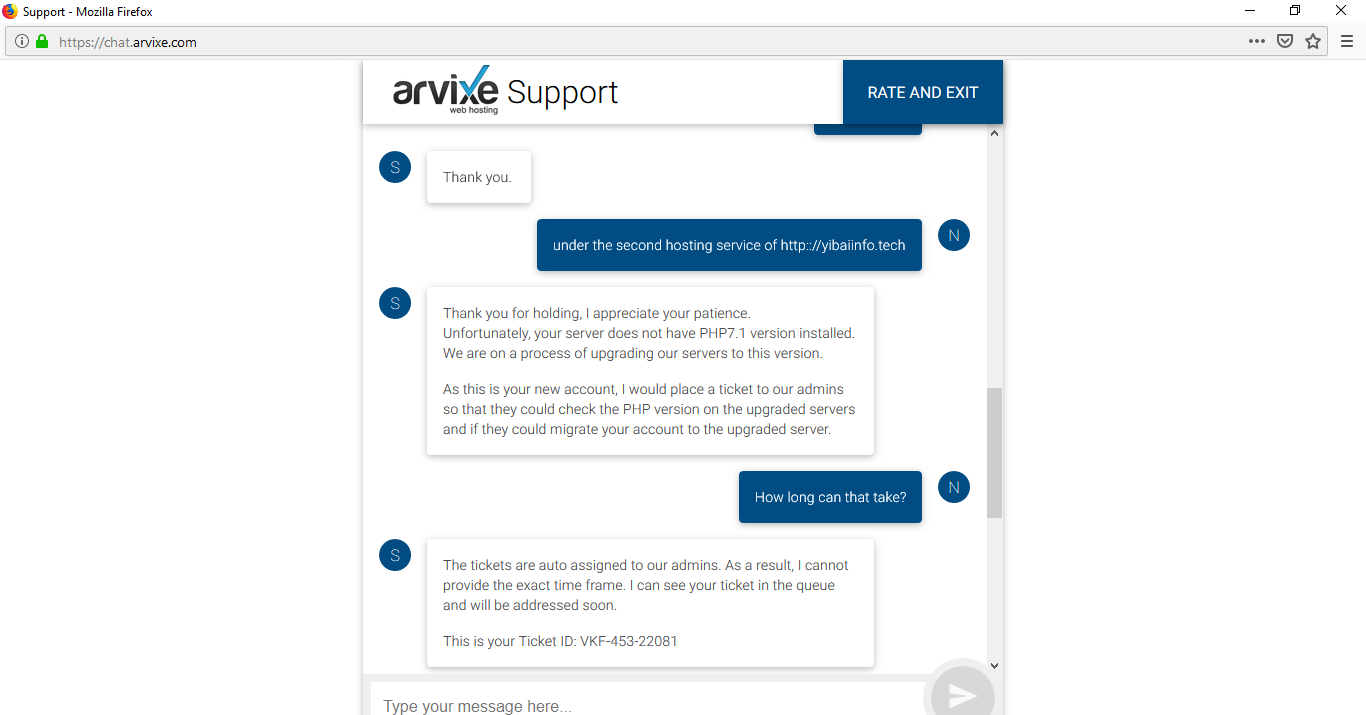 Support - Mozilla Firefox
https://chat.arvixe.com
arvixe
web hosting
Support
RATE AND EXIT
S
Thank you.
under the second hosting service of http:://yibaiinfo.tech
N
S
Thank you for holding, I appreciate your patience.
Unfortunately, your server does not have PHP7.1 version installed.
We are on a process of upgrading our servers to this version.
As this is your new account, I would place a ticket to our admins
so that they could check the PHP version on the upgraded servers
and if they could migrate your account to the upgraded server.
How long can that take?
N
S
The tickets are auto assigned to our admins. As a result, I cannot
provide the exact time frame. I can see your ticket in the queue
and will be addressed soon.
This is your Ticket ID: VKF-453-22081
Type your message here...